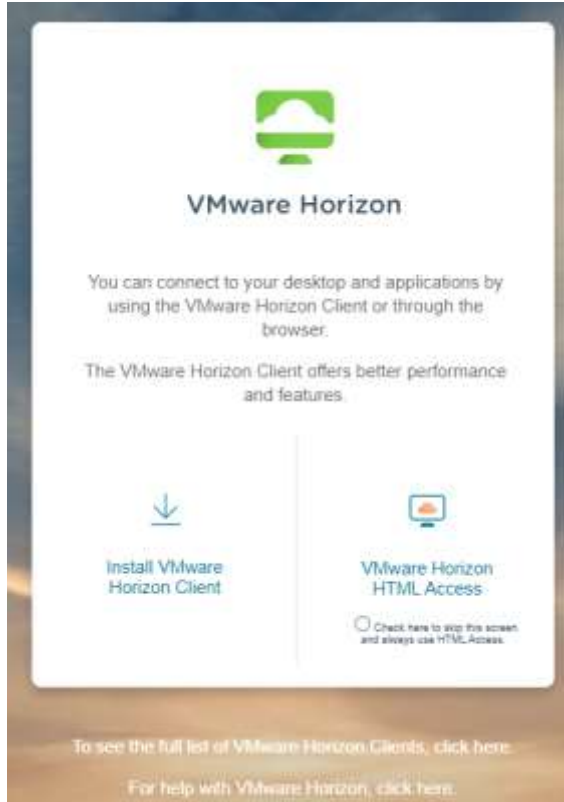 VMware Horizon
You can connect to your desktop and applications by
using the VMware Horizon Client or through the
browser.
The VMware Horizon Client offers better performance
and features.
Install VMware
Horizon Client
VMware Horizon
HTML Access
Check here to skip this screen
and always use HTML Access.
To see the full list of VMware Horizon Clients, click here.
For help with VMware Horizon, click here.